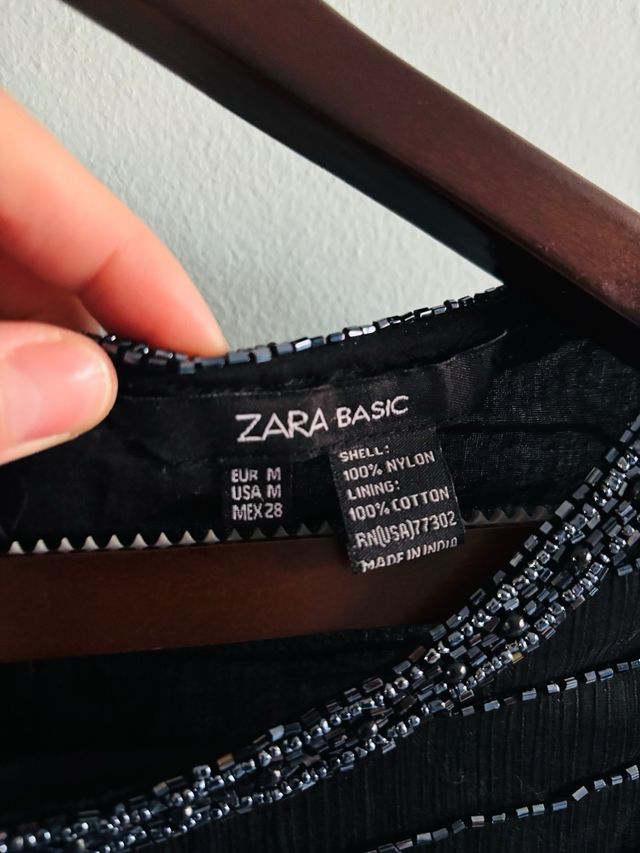 ZARA BASIC
EUR M
USA M
MEX 28
SHELL:
100% NYLON
LINING:
100% COTTON
RN(USA)77302
MADE IN INDIA